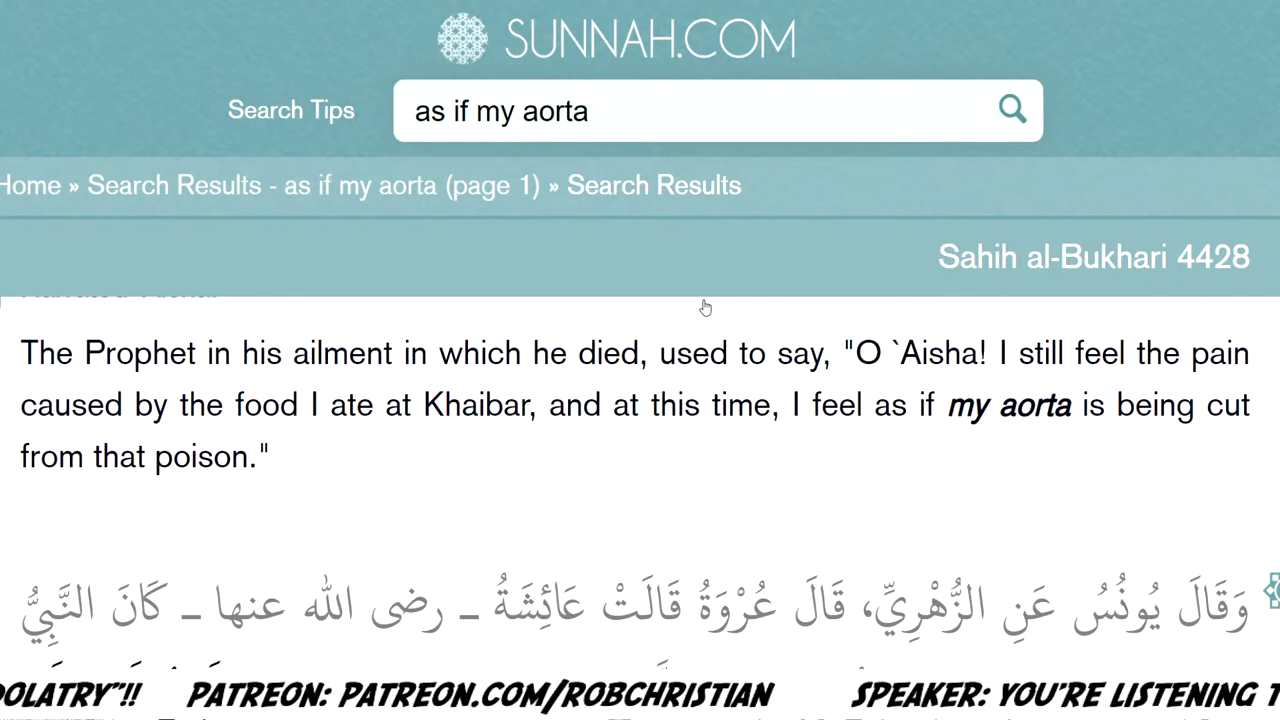 SUNNAH.COM
Search Tips
as if my aorta
Home » Search Results - as if my aorta (page 1) » Search Results
Sahih al-Bukhari 4428
The Prophet in his ailment in which he died, used to say, "O `Aisha! I still feel the pain
caused by the food I ate at Khaibar, and at this time, I feel as if my aorta is being cut
from that poison."
وَقَالَ يُونُسُ عَنِ الزُّهْرِيِّ، قَالَ عُرْوَةُ قَالَتْ عَائِشَةُ ـ رضى الله عنها ـ كَانَ النَّبِيُّ
OLATRY"!! PATREON: PATREON.COM/ROBCHRISTIAN SPEAKER: YOU'RE LISTENING